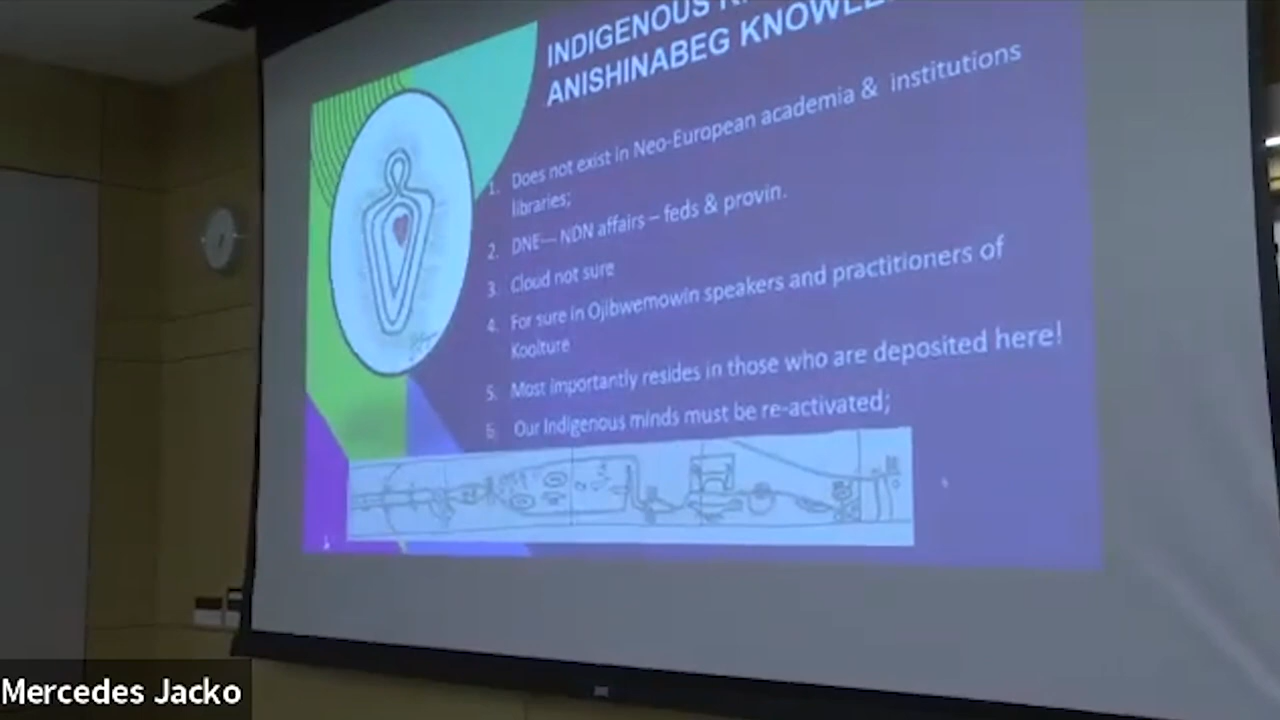 INDIGENOUS
ANISHINABEG
1. Does not exist in Neo-European academia & institutions
libraries;
2. DNE— NDN affairs – feds & provin.
3. Cloud not sure
4. For sure in Ojibwemowin speakers and practitioners of
Koolture
5. Most importantly resides in those who are deposited here!
6. Our Indigenous minds must be re-activated;
Mercedes Jacko